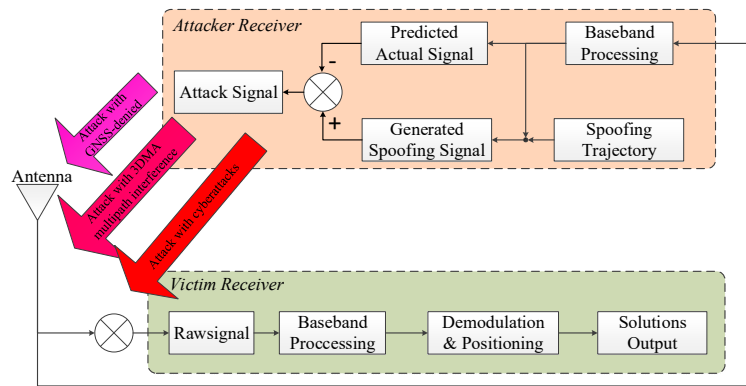 Attacker Receiver
Predicted
Actual Signal
Baseband
Processing
-
Attack Signal
+
Generated
Spoofing Signal
Spoofing
Trajectory
Attack with
GNSS-denied
Antenna
Attack with 3DMA
multipath interference
Attack with cyberattacks
Victim Receiver
Rawsignal
Baseband
Proccessing
Demodulation
& Positioning
Solutions
Output